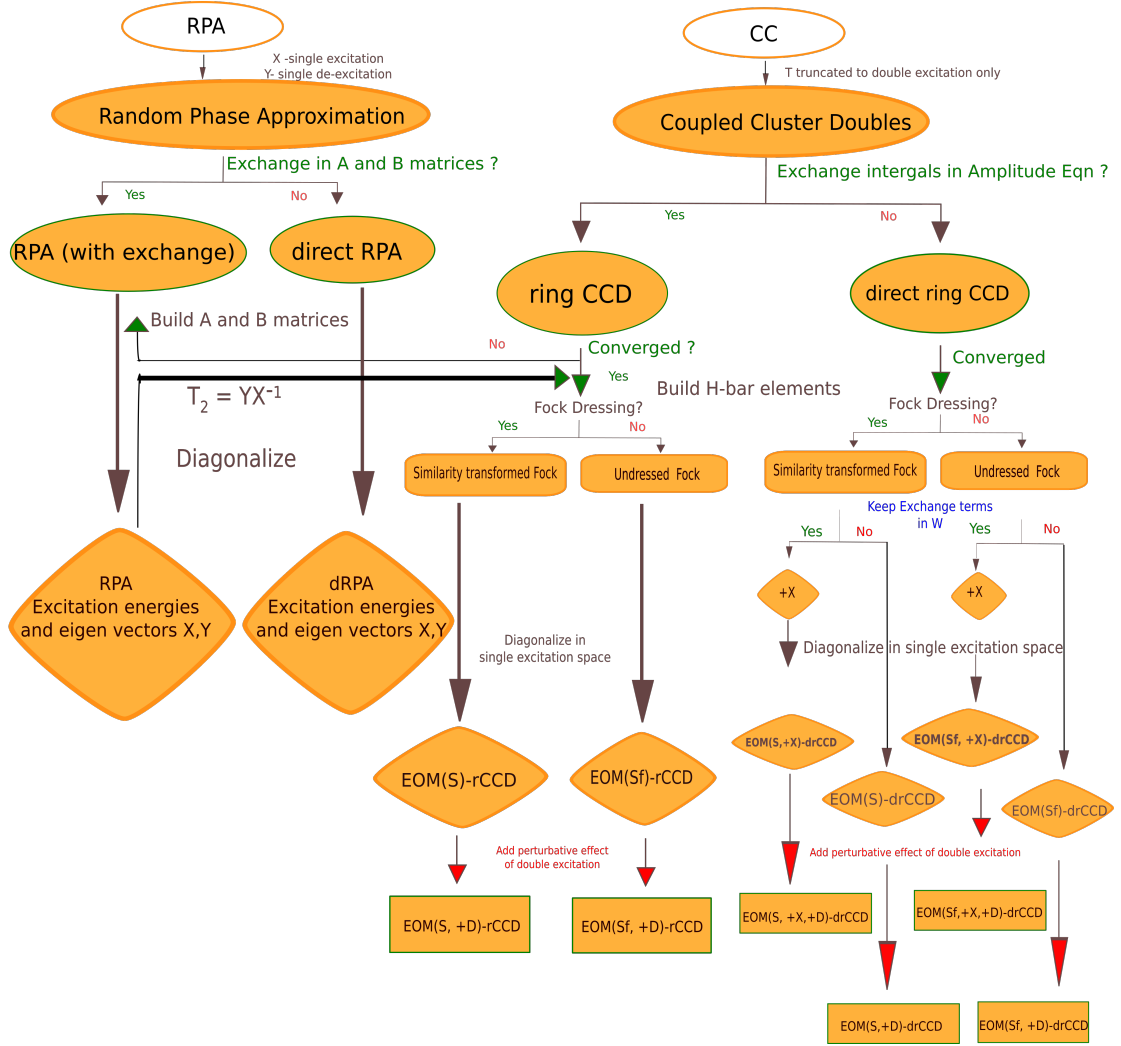 RPA
X -single excitation
Y- single de-excitation
Random Phase Approximation
Exchange in A and B matrices ?
Yes
No
RPA (with exchange)
direct RPA
Build A and B matrices
T2 = YX-1
Diagonalize
RPA
Excitation energies
and eigen vectors X,Y
dRPA
Excitation energies
and eigen vectors X,Y
CC
T truncated to double excitation only
Coupled Cluster Doubles
Exchange intergals in Amplitude Eqn ?
Yes
No
ring CCD
direct ring CCD
No
Converged ?
Yes
Build H-bar elements
Fock Dressing?
Yes
No
Similarity transformed Fock
Undressed Fock
Diagonalize in
single excitation space
EOM(S)-rCCD
EOM(Sf)-rCCD
Add perturbative effect
of double excitation
EOM(S, +D)-rCCD
EOM(Sf, +D)-rCCD
Converged
Fock Dressing?
Yes
No
Similarity transformed Fock
Undressed Fock
Keep Exchange terms
in W
Yes
No
Yes
No
+X
+X
Diagonalize in single excitation space
EOM(S,+X)-drCCD
EOM(Sf, +X)-drCCD
EOM(S)-drCCD
EOM(Sf)-drCCD
Add perturbative effect of double excitation
EOM(S, +X,+D)-drCCD
EOM(Sf,+X,+D)-drCCD
EOM(S,+D)-drCCD
EOM(Sf, +D)-drCCD